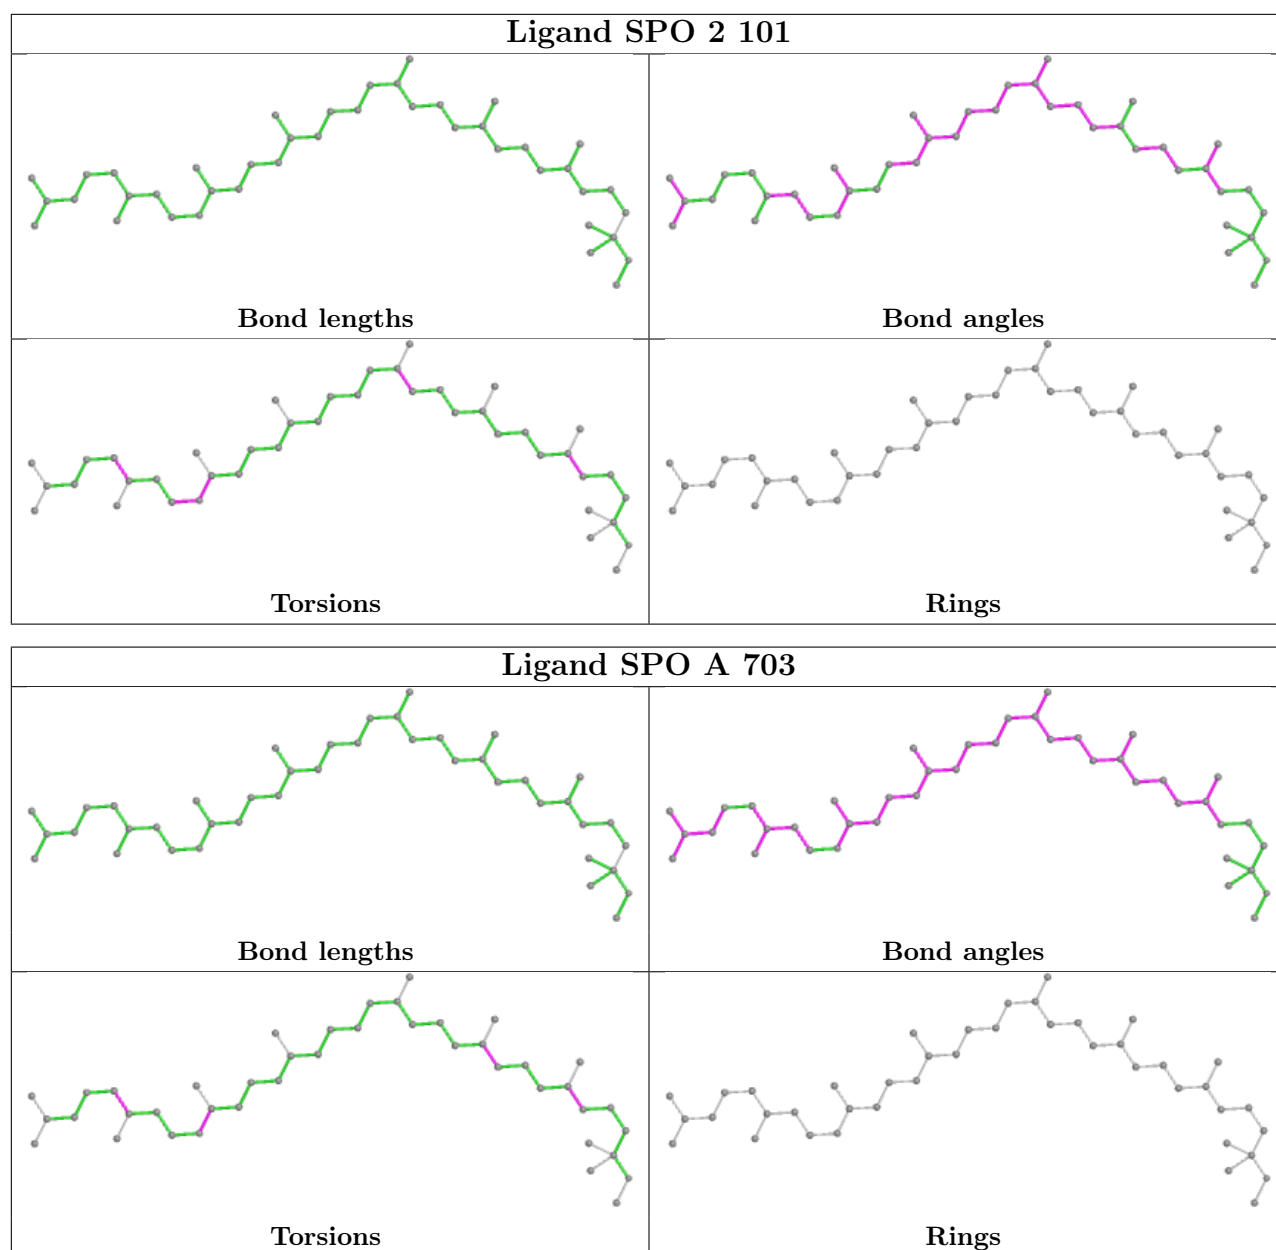 Ligand SPO 2 101
Bond lengths
Bond angles
Torsions
Rings
Ligand SPO A 703
Bond lengths
Bond angles
Torsions
Rings